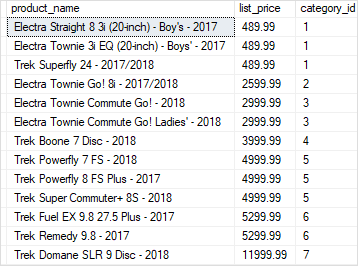 product_name list_price category_id
Electra Straight 8 3i (20-inch) - Boy's - 2017 489.99 1
Electra Townie 3i EQ (20-inch) - Boys' - 2017 489.99 1
Trek Superfly 24 - 2017/2018 489.99 1
Electra Townie Go! 8i - 2017/2018 2599.99 2
Electra Townie Commute Go! - 2018 2999.99 3
Electra Townie Commute Go! Ladies' - 2018 2999.99 3
Trek Boone 7 Disc - 2018 3999.99 4
Trek Powerfly 7 FS - 2018 4999.99 5
Trek Powerfly 8 FS Plus - 2017 4999.99 5
Trek Super Commuter+ 8S - 2018 4999.99 5
Trek Fuel EX 9.8 27.5 Plus - 2017 5299.99 6
Trek Remedy 9.8 - 2017 5299.99 6
Trek Domane SLR 9 Disc - 2018 11999.99 7